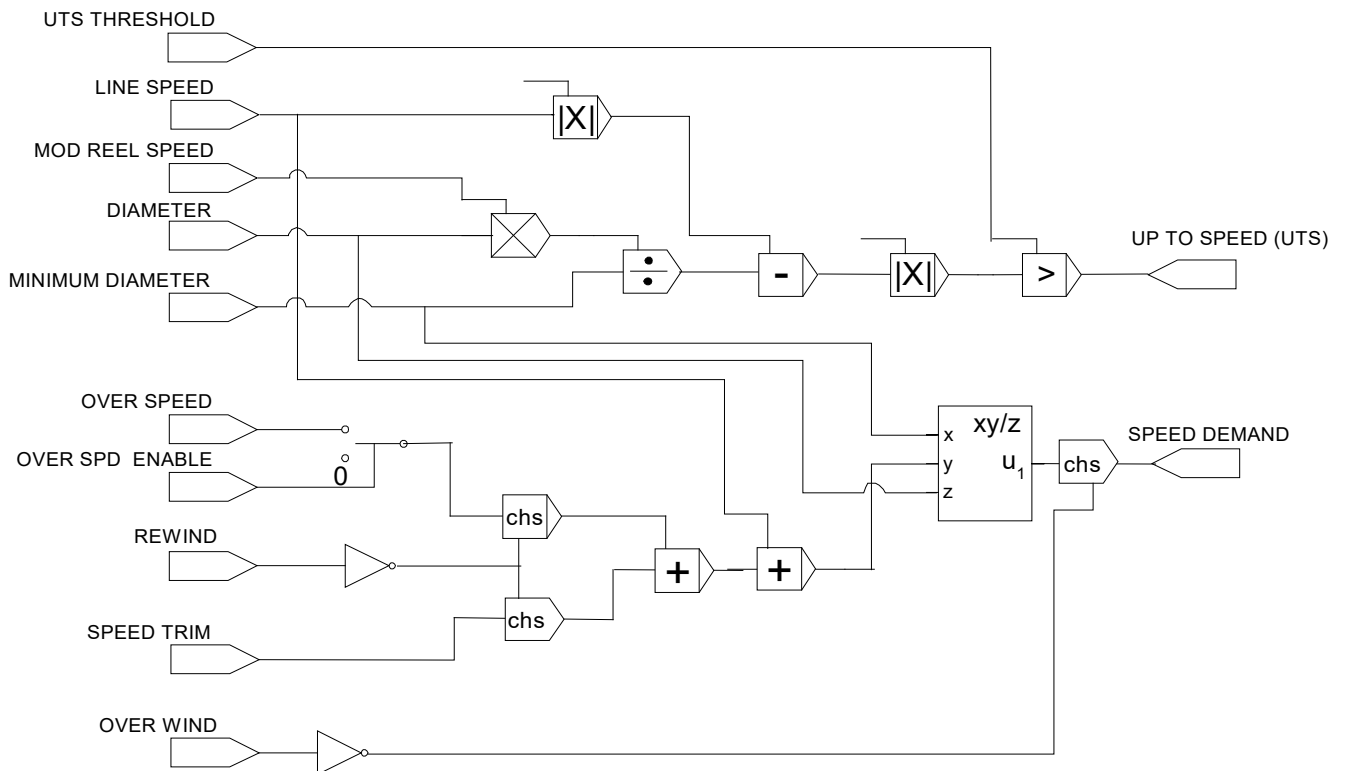 UTS THRESHOLD
LINE SPEED
|X|
MOD REEL SPEED
DIAMETER
UP TO SPEED (UTS)
MINIMUM DIAMETER
÷
-
|X|
>
OVER SPEED
xy/z
x
SPEED DEMAND
OVER SPD ENABLE
0
y
u1
chs
z
chs
REWIND
+
+
chs
SPEED TRIM
OVER WIND